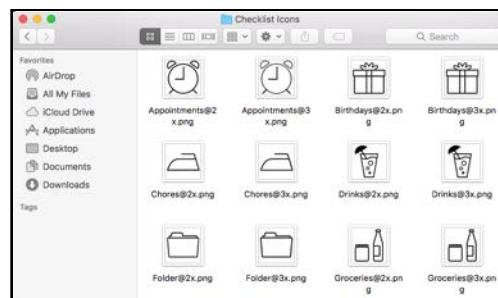 Checklist Icons
Search
Favorites
AirDrop
All My Files
iCloud Drive
Applications
Desktop
Documents
Downloads
Tags
Appointments@2
x.png
Appointments@3
x.png
Birthdays@2x.pn
g
Birthdays@3x.pn
g
Chores@2x.png
Chores@3x.png
Drinks@2x.png
Drinks@3x.png
Folder@2x.png
Folder@3x.png
Groceries@2x.pn
g
Groceries@3x.pn
g